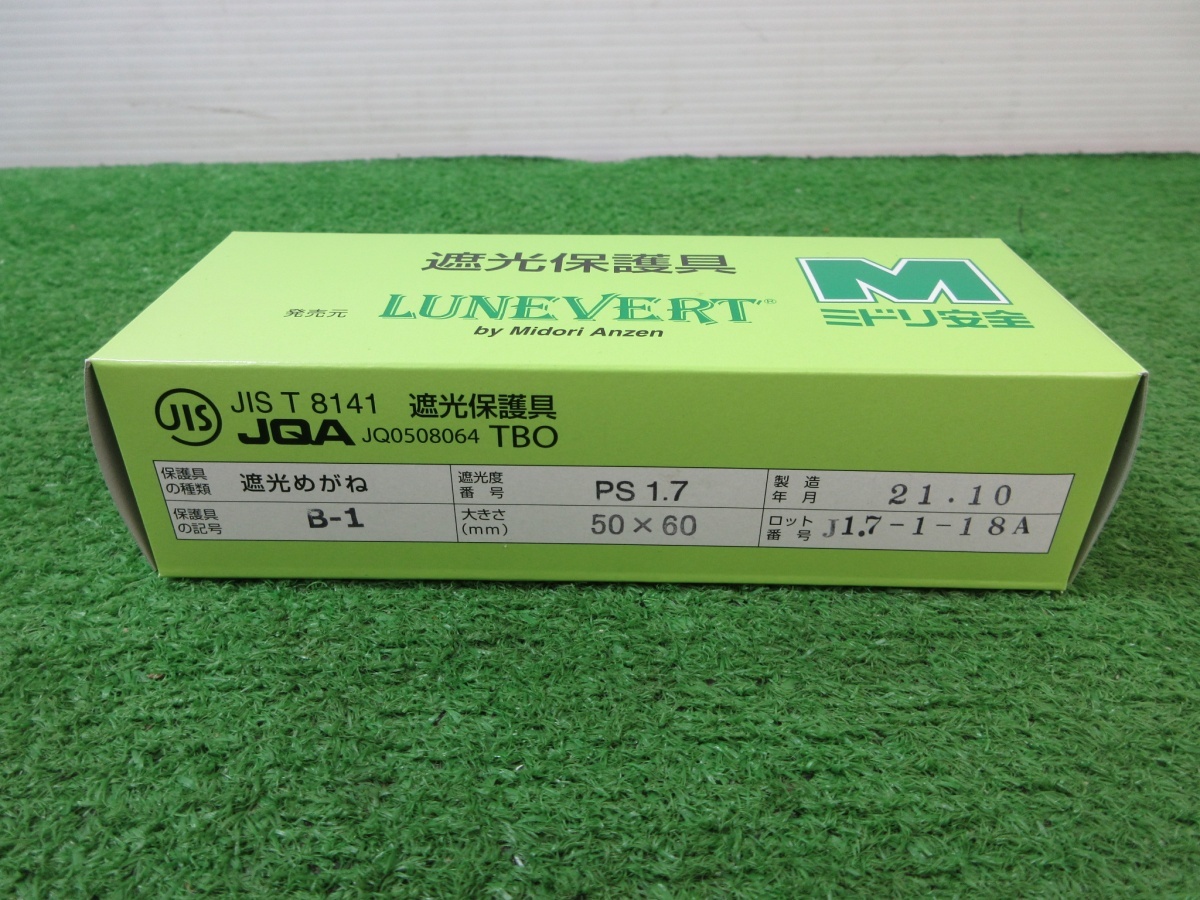 遮光保護具
発売元 LUNEVERT®
by Midori Anzen
M
ミドリ安全
JIS JIS T 8141 遮光保護具
JQA JQ0508064 TBO
保護具の種類 遮光めがね 遮光度番号 PS 1.7 製造年月 21.10
保護具の記号 B-1 大きさ(mm) 50×60 ロット番号 J1.7-1-18A